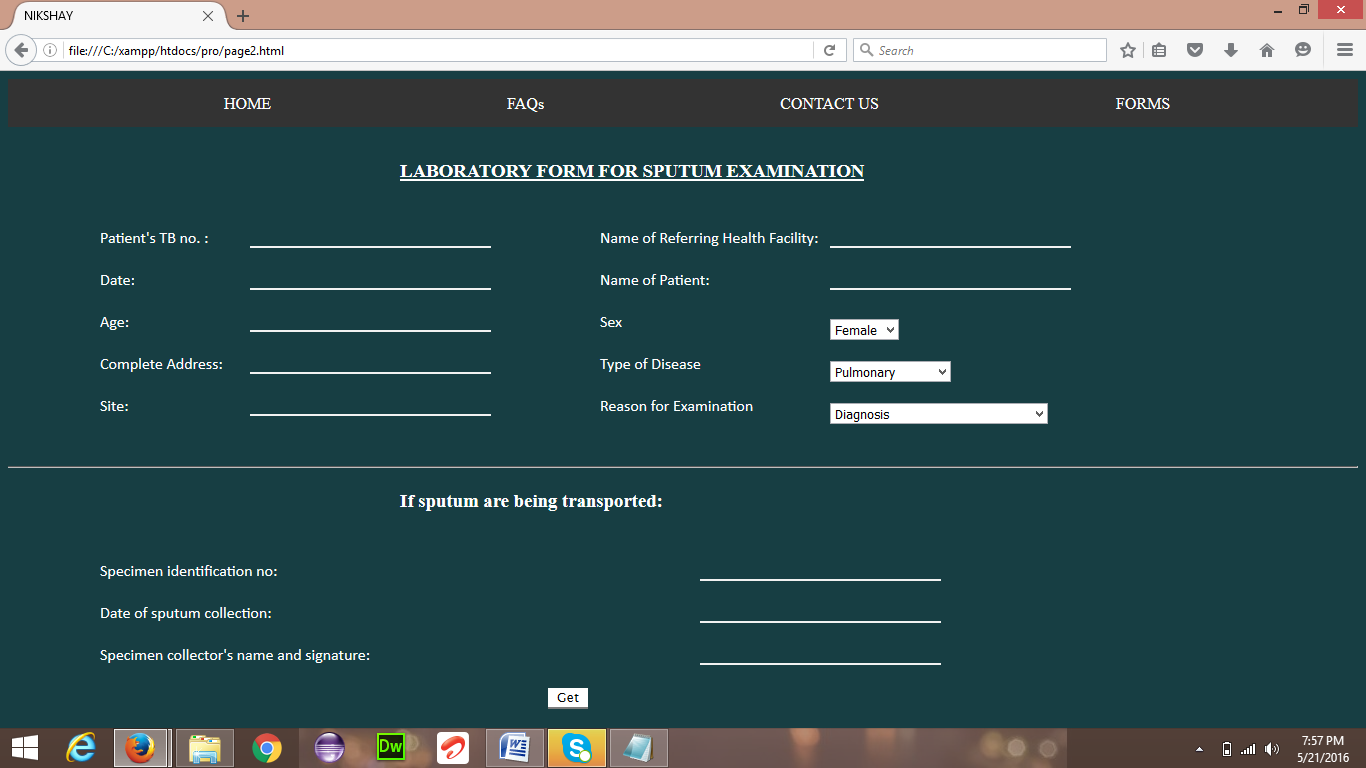 NIKSHAY
file:///C:/xampp/htdocs/pro/page2.html
Search
HOME FAQs CONTACT US FORMS
LABORATORY FORM FOR SPUTUM EXAMINATION
Patient's TB no. : Name of Referring Health Facility:
Date: Name of Patient:
Age: Sex Female
Complete Address: Type of Disease Pulmonary
Site: Reason for Examination Diagnosis
If sputum are being transported:
Specimen identification no:
Date of sputum collection:
Specimen collector's name and signature:
Get
Dw
7:57 PM
5/21/2016